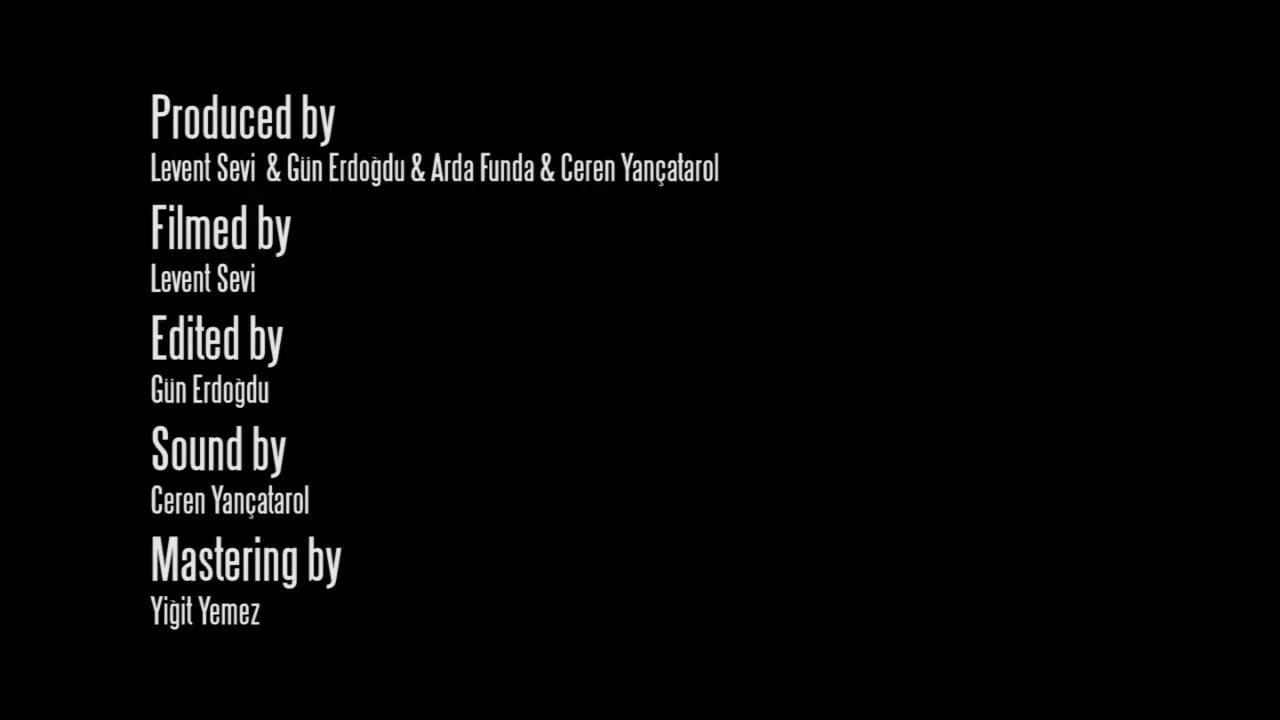 Produced by
Levent Sevi & Gün Erdoğdu & Arda Funda & Ceren Yançatarol
Filmed by
Levent Sevi
Edited by
Gün Erdoğdu
Sound by
Ceren Yançatarol
Mastering by
Yiğit Yemez